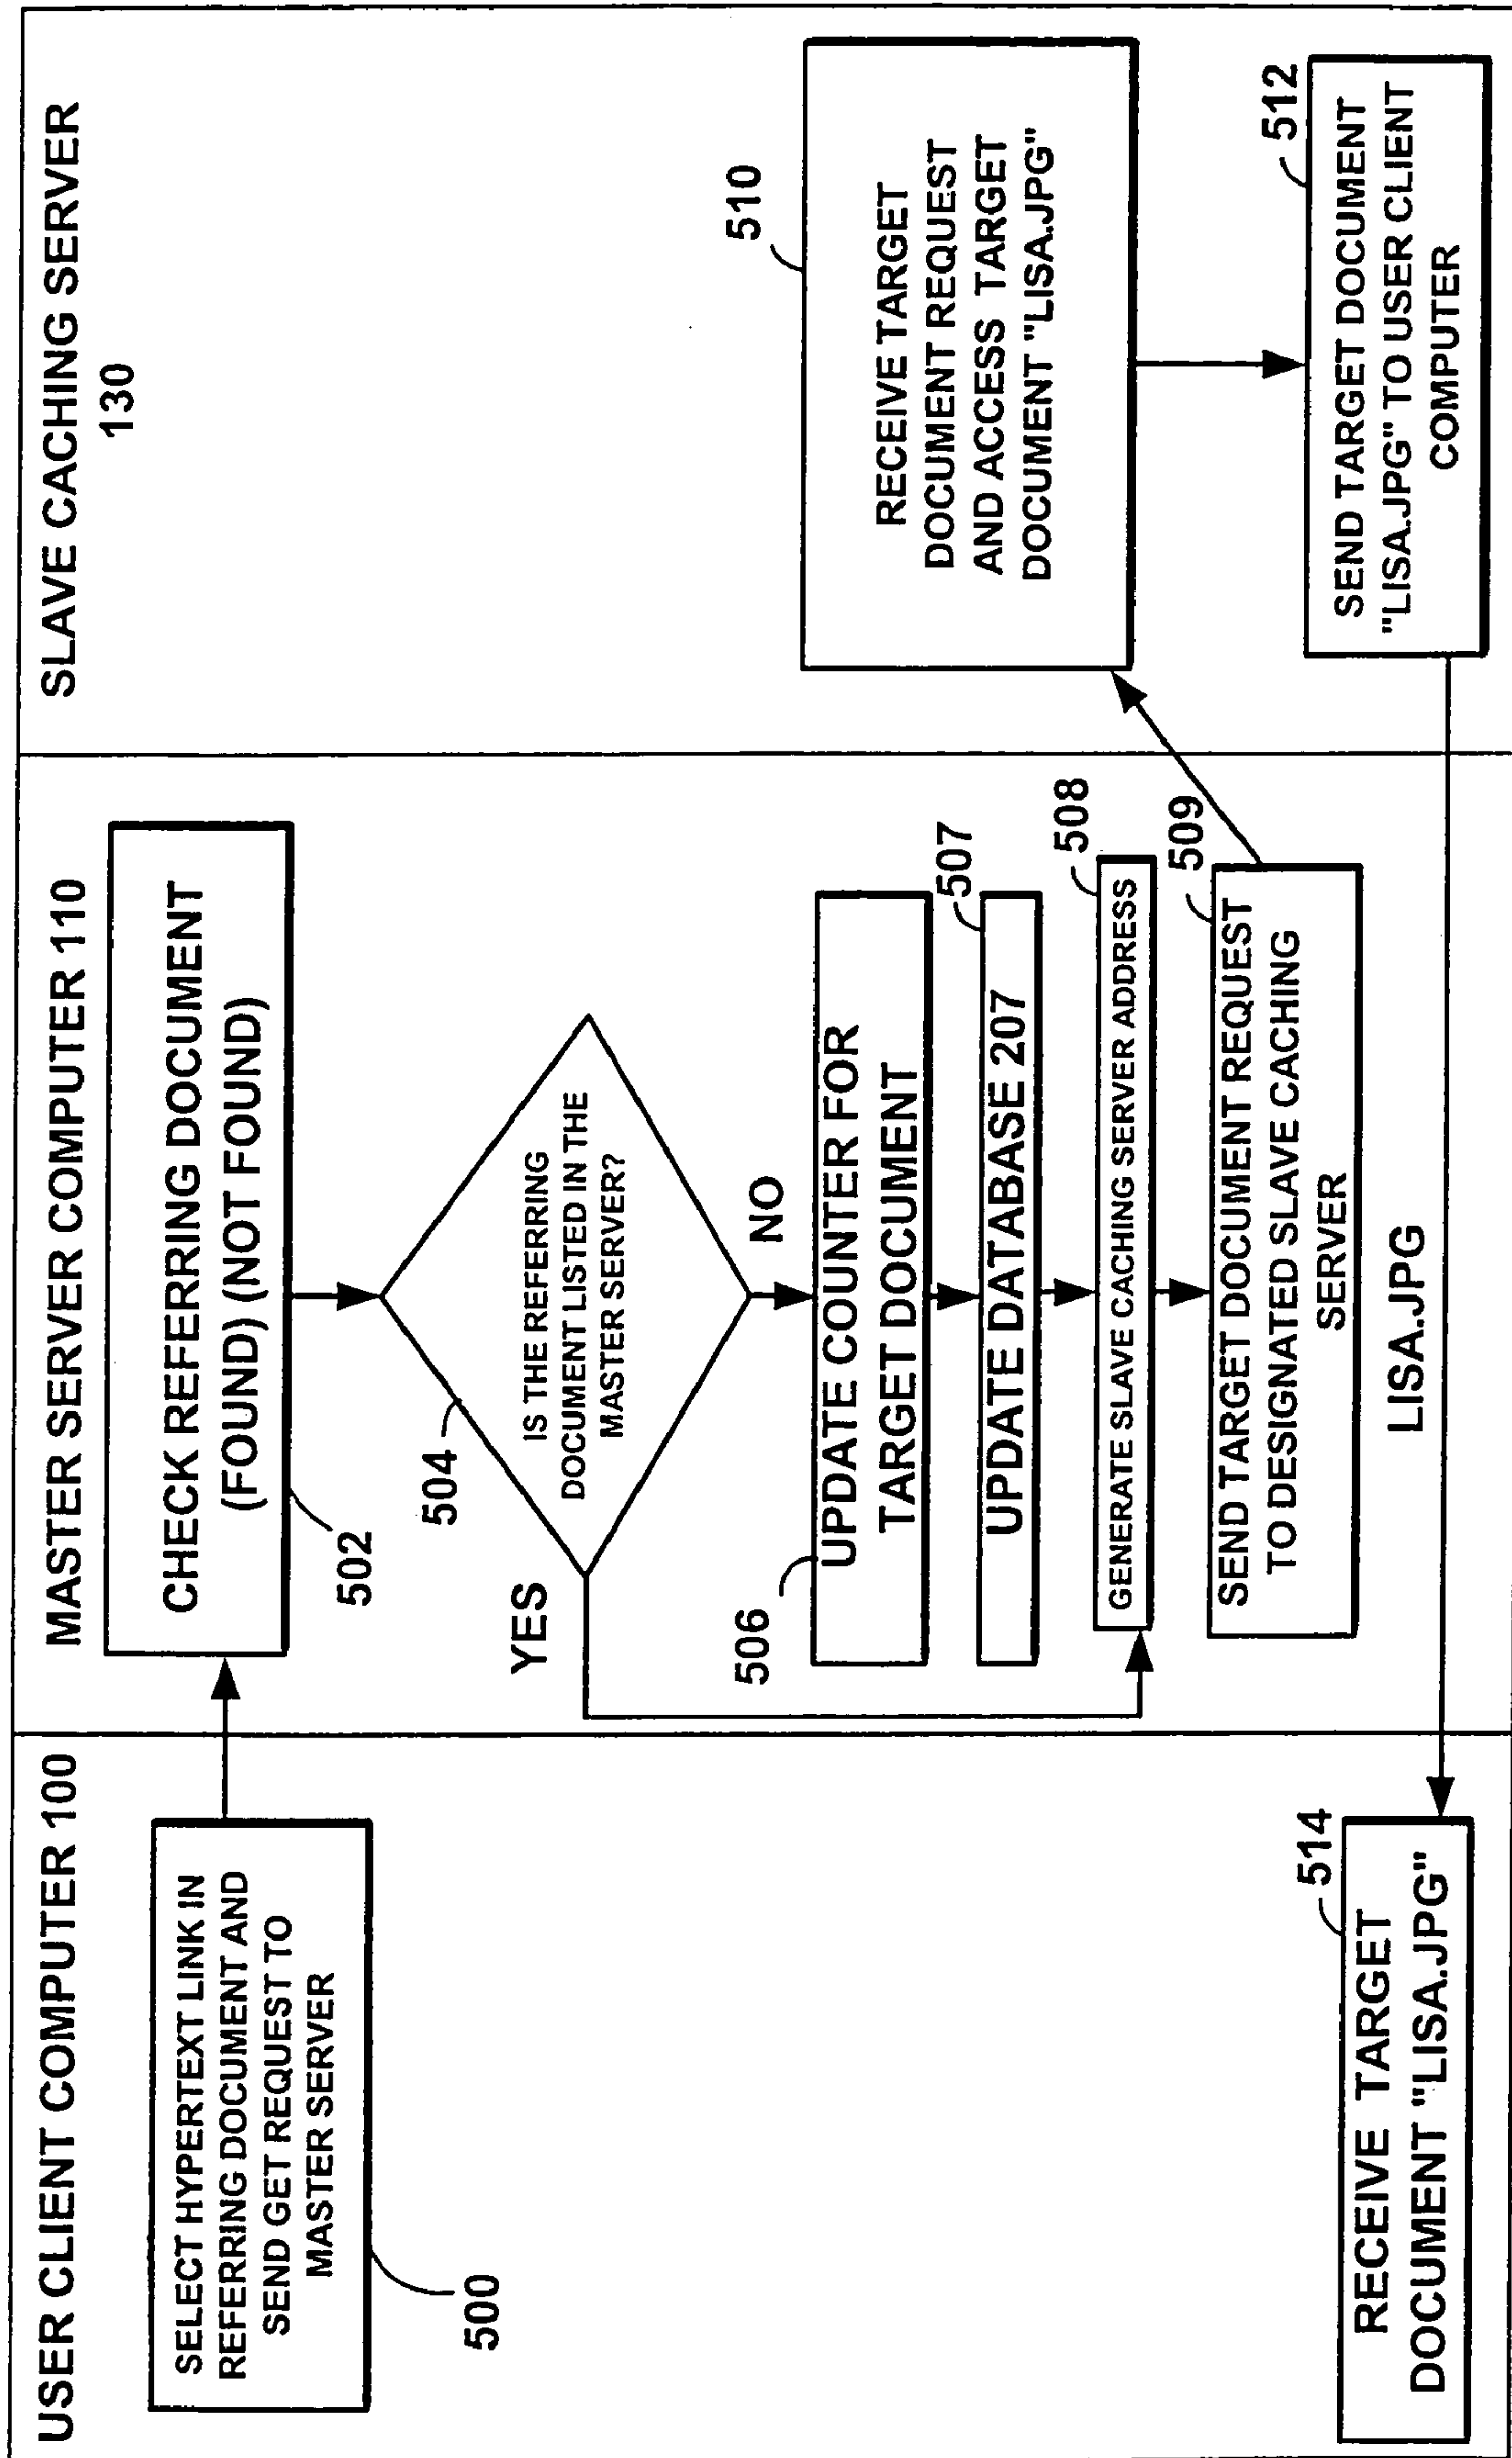 USER CLIENT COMPUTER 100
SELECT HYPERTEXT LINK IN
REFERRING DOCUMENT AND
SEND GET REQUEST TO
MASTER SERVER
500
RECEIVE TARGET
DOCUMENT "LISA.JPG"
514
MASTER SERVER COMPUTER 110
CHECK REFERRING DOCUMENT
(FOUND) (NOT FOUND)
502
504
IS THE REFERRING
DOCUMENT LISTED IN THE
MASTER SERVER?
YES
NO
506
UPDATE COUNTER FOR
TARGET DOCUMENT
507
UPDATE DATABASE 207
508
GENERATE SLAVE CACHING SERVER ADDRESS
509
SEND TARGET DOCUMENT REQUEST
TO DESIGNATED SLAVE CACHING
SERVER
LISA.JPG
SLAVE CACHING SERVER
130
510
RECEIVE TARGET
DOCUMENT REQUEST
AND ACCESS TARGET
DOCUMENT "LISA.JPG"
512
SEND TARGET DOCUMENT
"LISA.JPG" TO USER CLIENT
COMPUTER